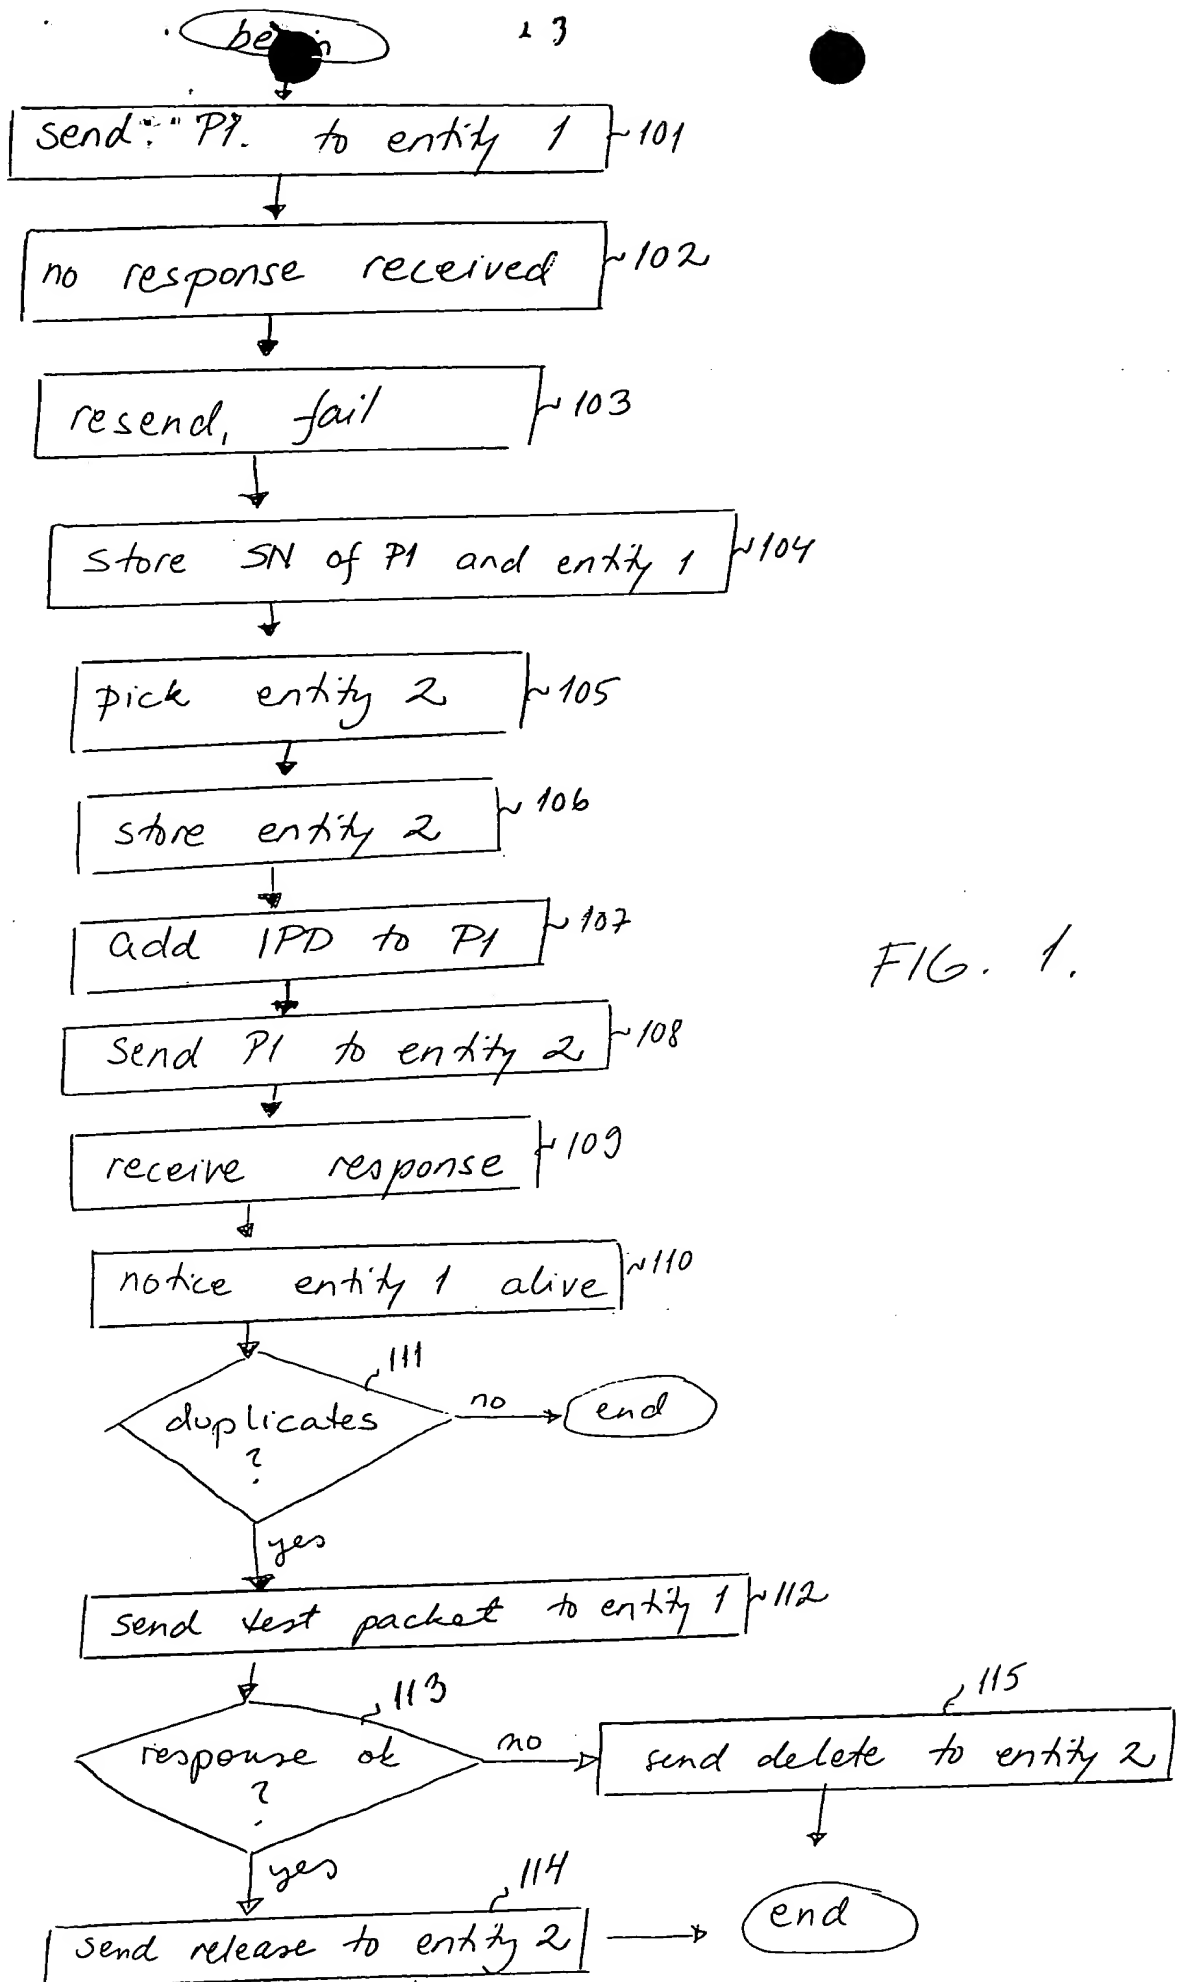 1 3
send P1. to entity 1
101
no response received
102
resend, fail
103
store SN of P1 and entity 1
104
pick entity 2
105
store entity 2
106
add IPD to P1
107
FIG. 1.
send P1 to entity 2
108
receive response
109
notice entity 1 alive
110
111
duplicates
?
no
end
yes
send test packet to entity 1
112
113
response ok
?
no
115
send delete to entity 2
yes
114
send release to entity 2
end